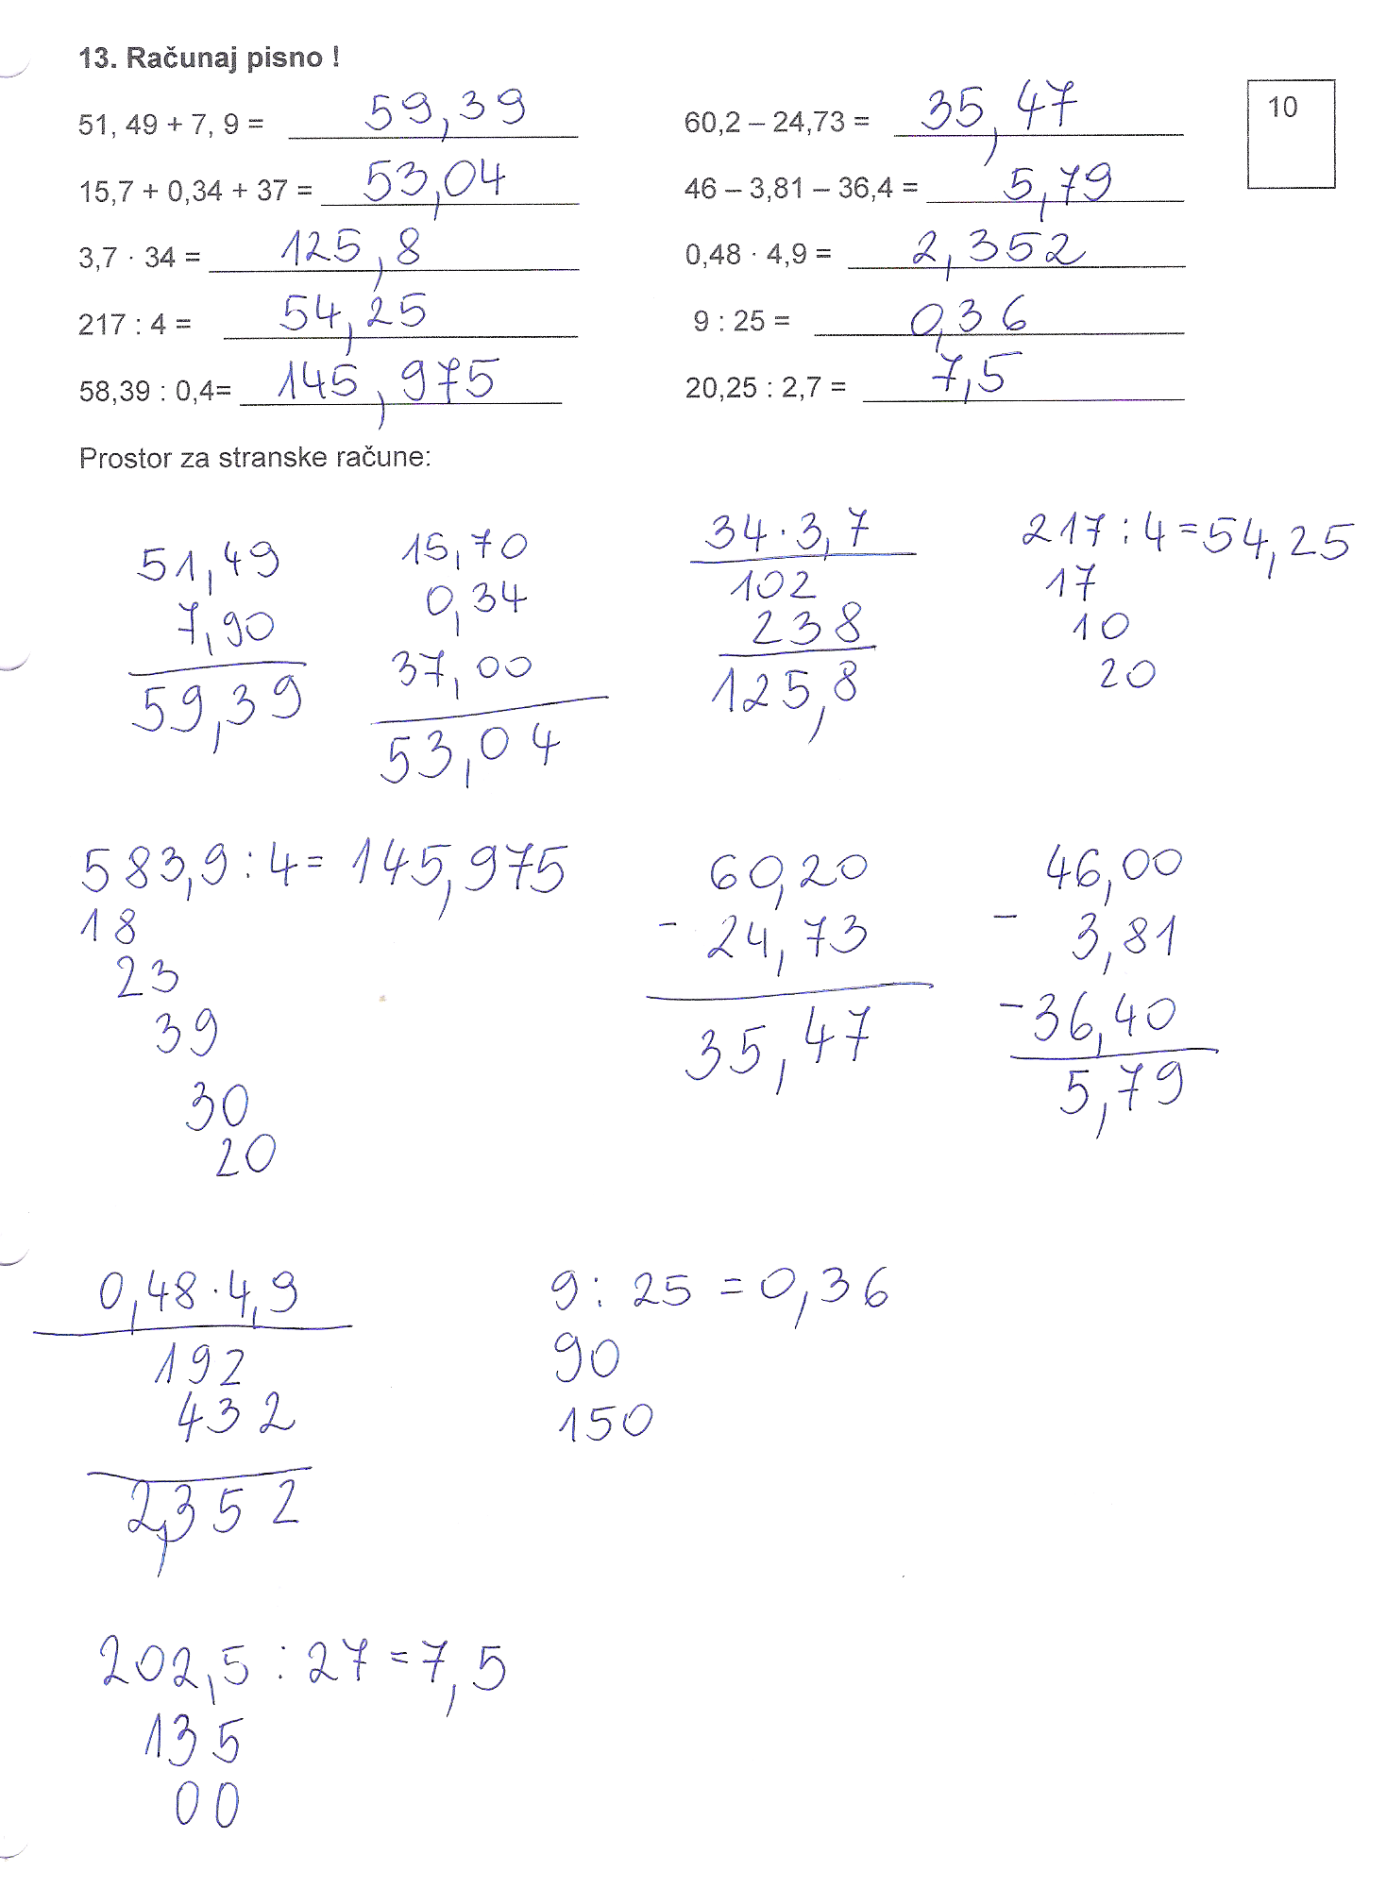 13. Računaj pisno !
51, 49 + 7, 9 = 59,39
60,2 – 24,73 = 35,47
10
15,7 + 0,34 + 37 = 53,04
46 – 3,81 – 36,4 = 5,79
3,7 · 34 = 125,8
0,48 · 4,9 = 2,352
217 : 4 = 54,25
9 : 25 = 0,36
58,39 : 0,4= 145,975
20,25 : 2,7 = 7,5
Prostor za stranske račune:
51,49
7,90
59,39
15,70
0,34
37,00
53,04
34 · 3,7
102
238
125,8
217 : 4 = 54,25
17
10
20
583,9 : 4 = 145,975
18
23
39
30
20
60,20
- 24,73
35,47
46,00
- 3,81
- 36,40
5,79
0,48 · 4,9
192
432
2,352
9 : 25 = 0,36
90
150
202,5 : 27 = 7,5
135
00